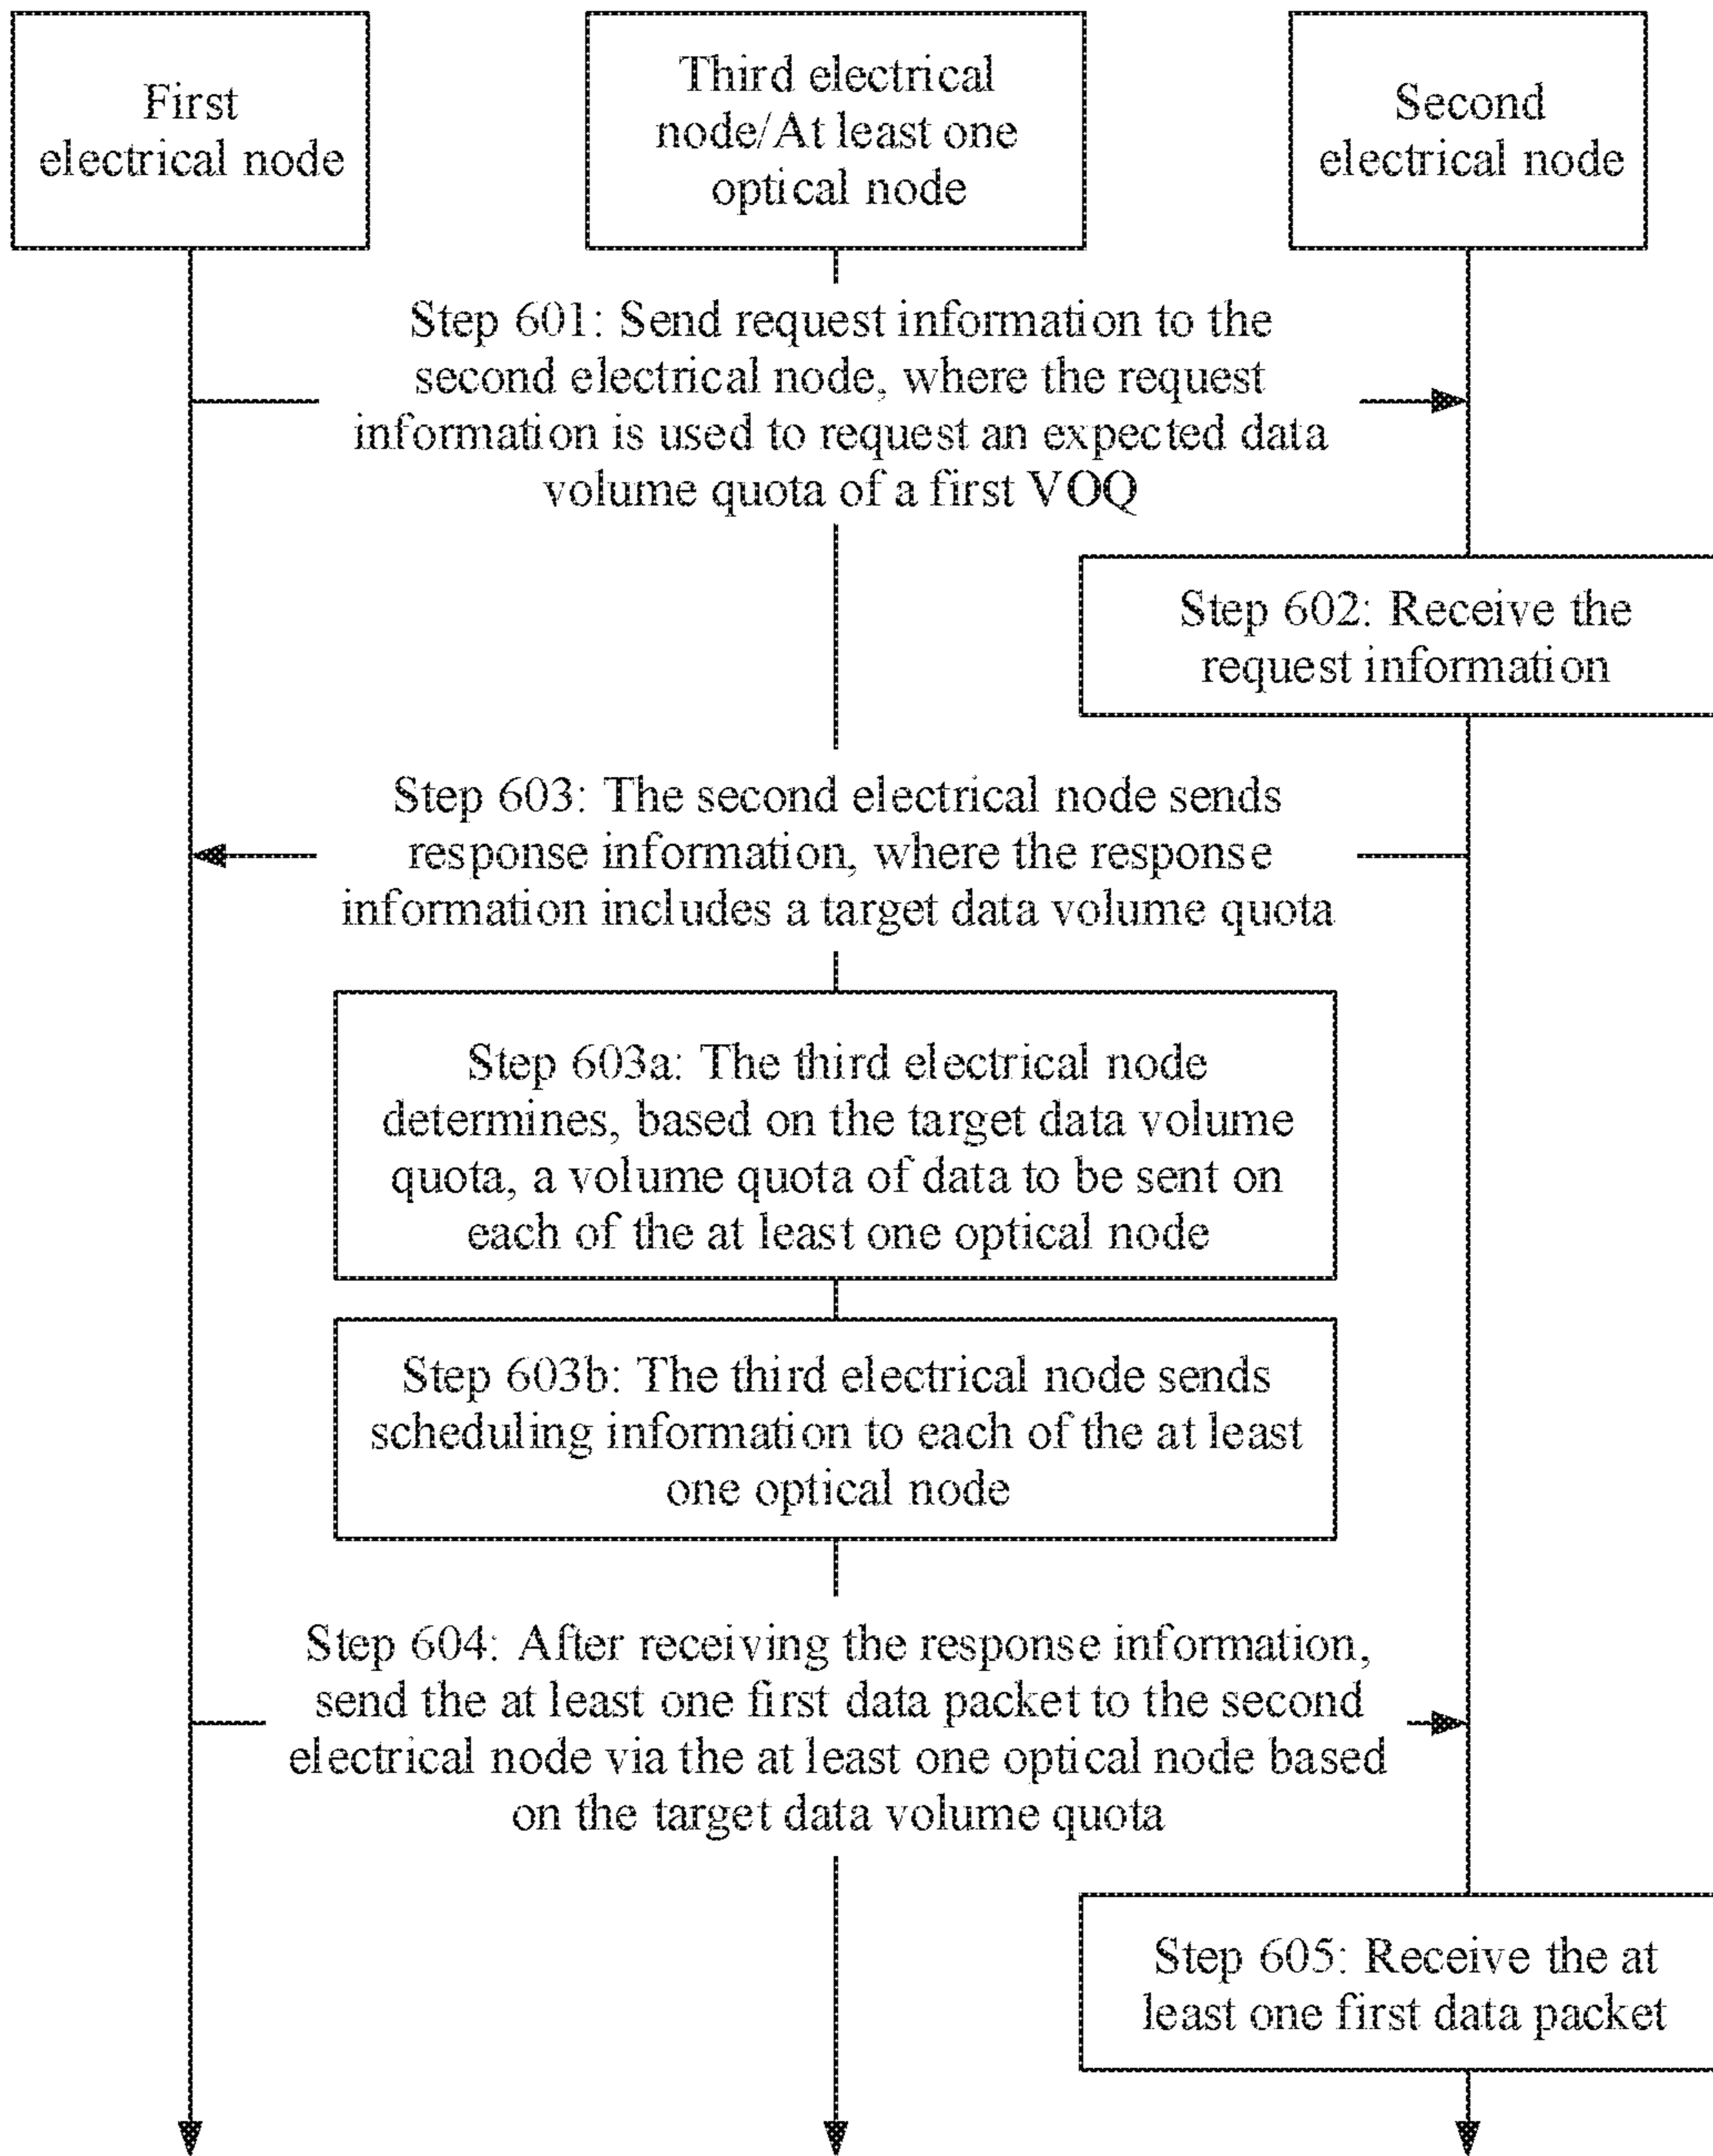 First
electrical node
Third electrical
node/At least one
optical node
Second
electrical node
Step 601: Send request information to the
second electrical node, where the request
information is used to request an expected data
volume quota of a first VOQ
Step 602: Receive the
request information
Step 603: The second electrical node sends
response information, where the response
information includes a target data volume quota
Step 603a: The third electrical node
determines, based on the target data volume
quota, a volume quota of data to be sent on
each of the at least one optical node
Step 603b: The third electrical node sends
scheduling information to each of the at least
one optical node
Step 604: After receiving the response information,
send the at least one first data packet to the second
electrical node via the at least one optical node based
on the target data volume quota
Step 605: Receive the at
least one first data packet